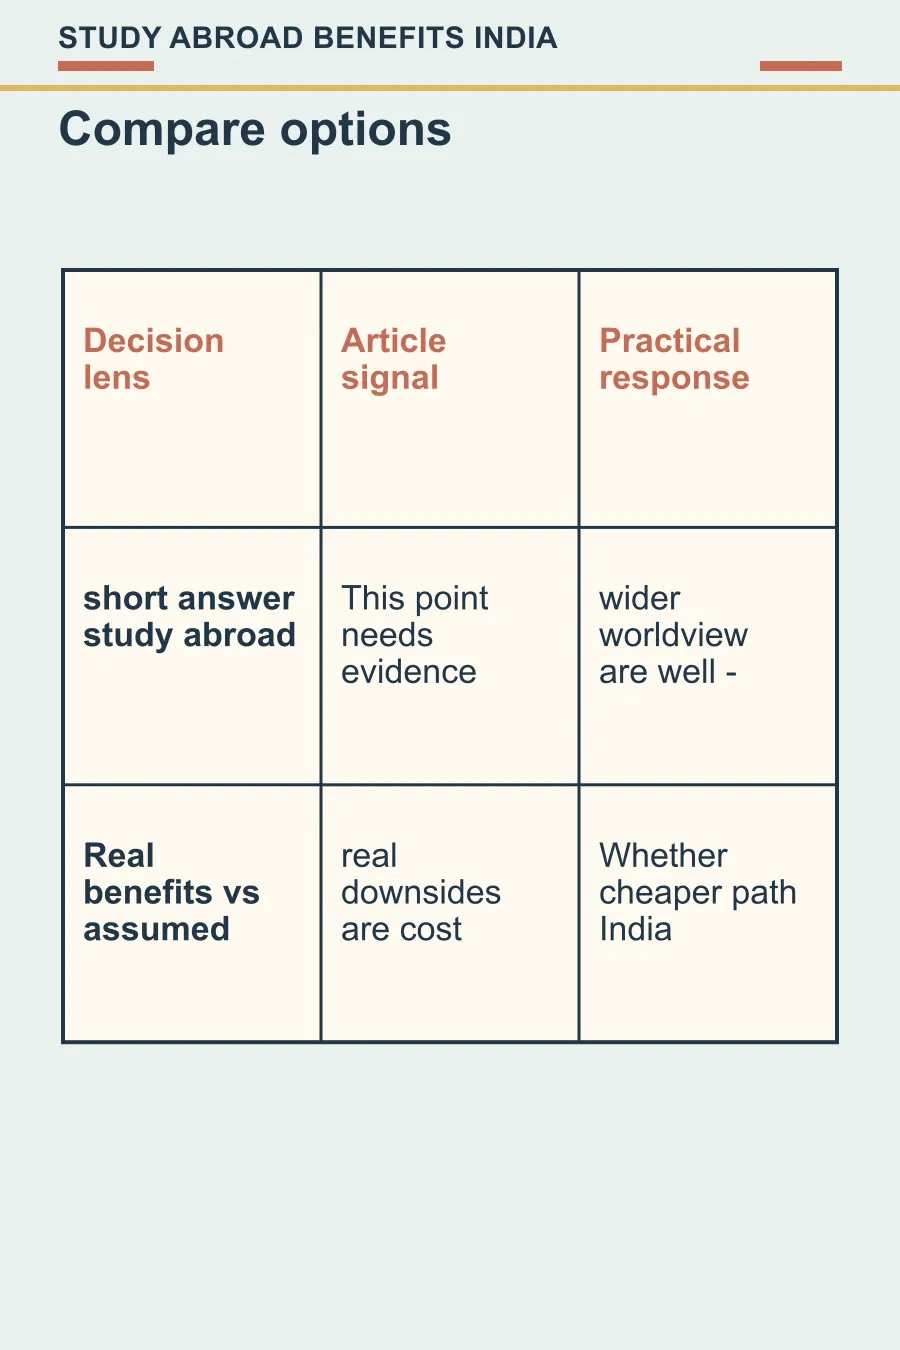 STUDY ABROAD BENEFITS INDIA
Compare options
Decision
lens
Article
signal
Practical
response
short answer
study abroad
This point
needs
evidence
wider
worldview
are well -
Real
benefits vs
assumed
real
downsides
are cost
Whether
cheaper path
India